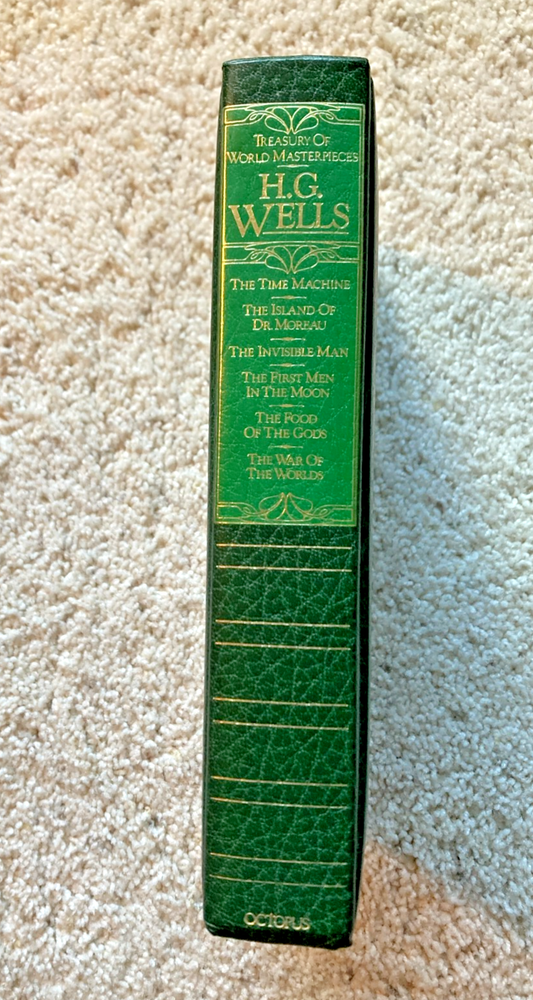 Treasury Of
World Masterpieces
H.G.
Wells
The Time Machine
The Island Of
Dr. Moreau
The Invisible Man
The First Men
In The Moon
The Food
Of The Gods
The War Of
The Worlds
OCTOPUS